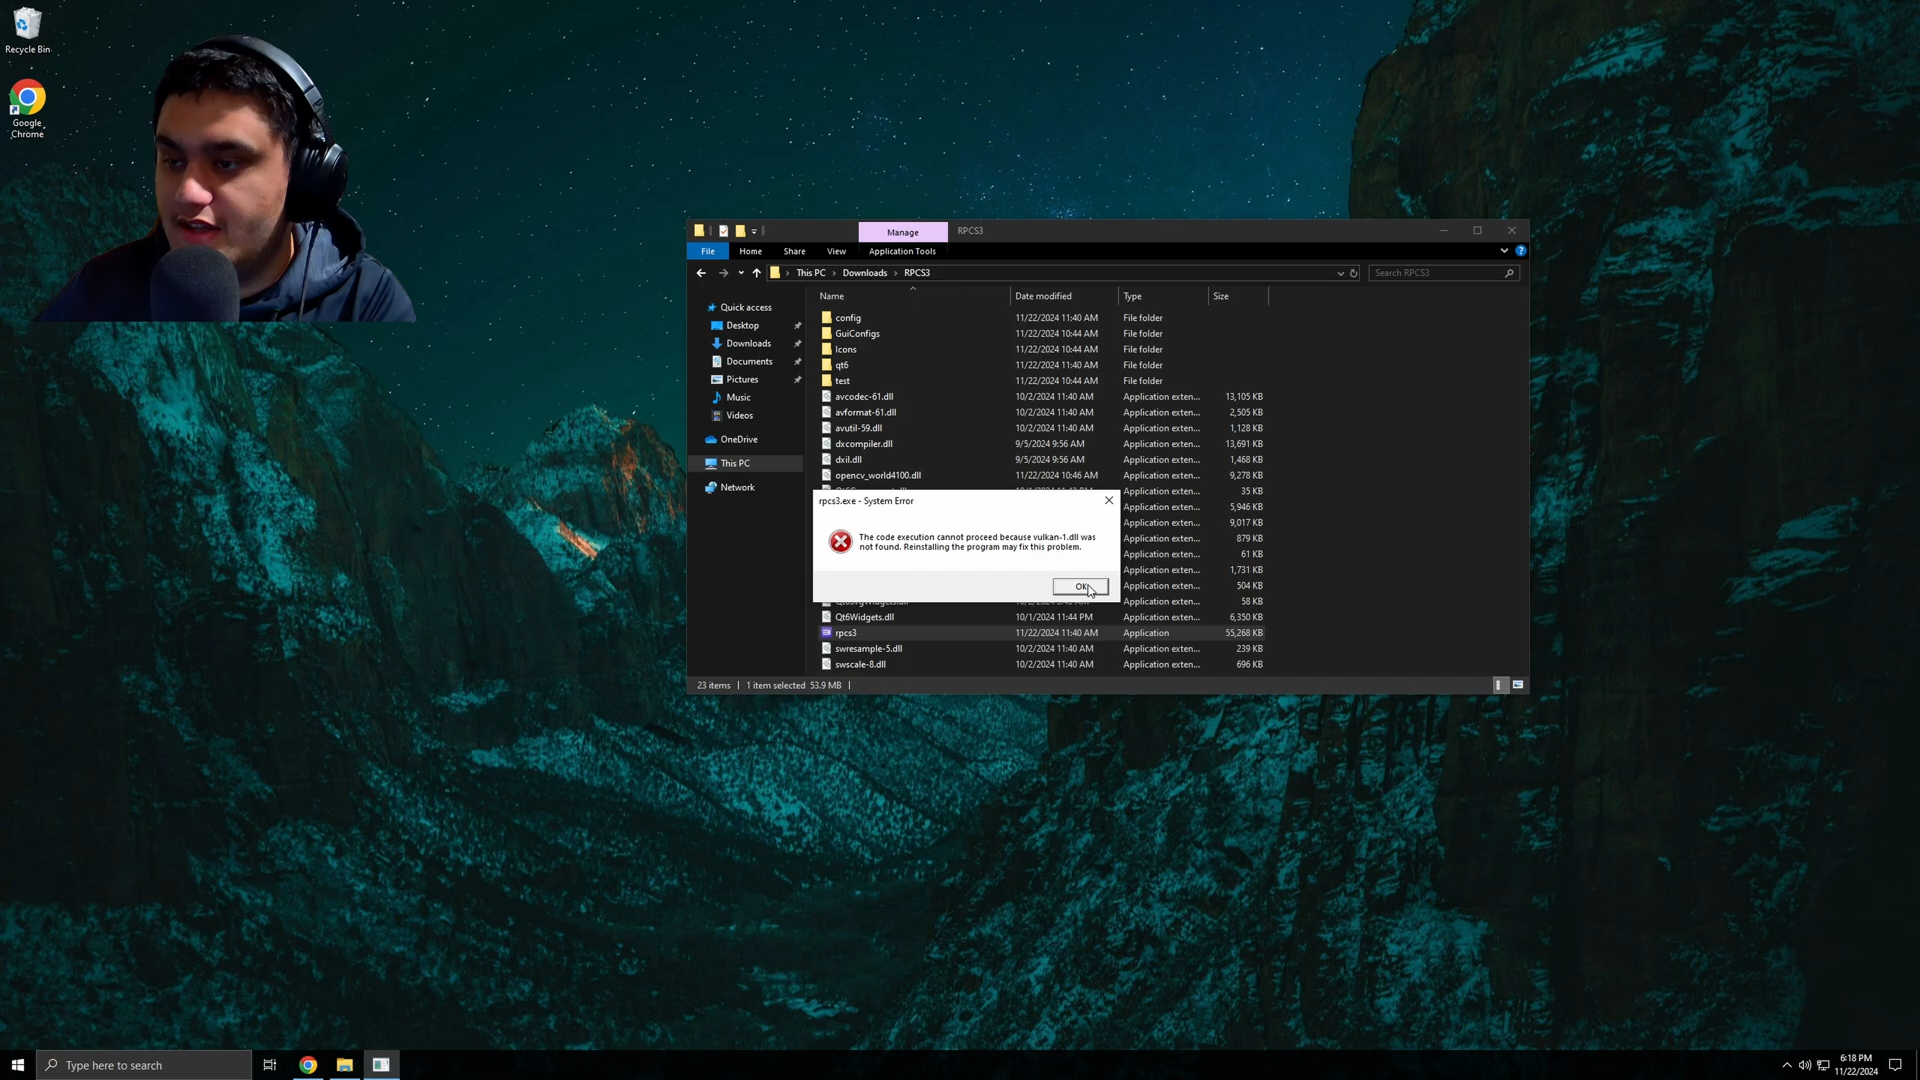 Recycle Bin
Google
Chrome
Manage
RPCS3
File
Home
Share
View
Application Tools
This PC
Downloads
RPCS3
Search RPCS3
Name
Date modified
Type
Size
Quick access
Desktop
Downloads
Documents
Pictures
Music
Videos
OneDrive
This PC
Network
config 11/22/2024 11:40 AM File folder
GuiConfigs 11/22/2024 10:44 AM File folder
Icons 11/22/2024 10:44 AM File folder
qt6 11/22/2024 11:40 AM File folder
test 11/22/2024 10:44 AM File folder
avcodec-61.dll 10/2/2024 11:40 AM Application exten... 13,105 KB
avformat-61.dll 10/2/2024 11:40 AM Application exten... 2,505 KB
avutil-59.dll 10/2/2024 11:40 AM Application exten... 1,128 KB
dxcompiler.dll 9/5/2024 9:56 AM Application exten... 13,691 KB
dxil.dll 9/5/2024 9:56 AM Application exten... 1,468 KB
opencv_world4100.dll 11/22/2024 10:46 AM Application exten... 9,278 KB
Application exten... 35 KB
Application exten... 5,946 KB
Application exten... 9,017 KB
Application exten... 879 KB
Application exten... 61 KB
Application exten... 1,731 KB
Application exten... 504 KB
Application exten... 58 KB
Qt6Widgets.dll 10/1/2024 11:44 PM Application exten... 6,350 KB
rpcs3 11/22/2024 11:40 AM Application 55,268 KB
swresample-5.dll 10/2/2024 11:40 AM Application exten... 239 KB
swscale-8.dll 10/2/2024 11:40 AM Application exten... 696 KB
rpcs3.exe - System Error
The code execution cannot proceed because vulkan-1.dll was
not found. Reinstalling the program may fix this problem.
OK
23 items
1 item selected 53.9 MB
Type here to search
6:18 PM
11/22/2024